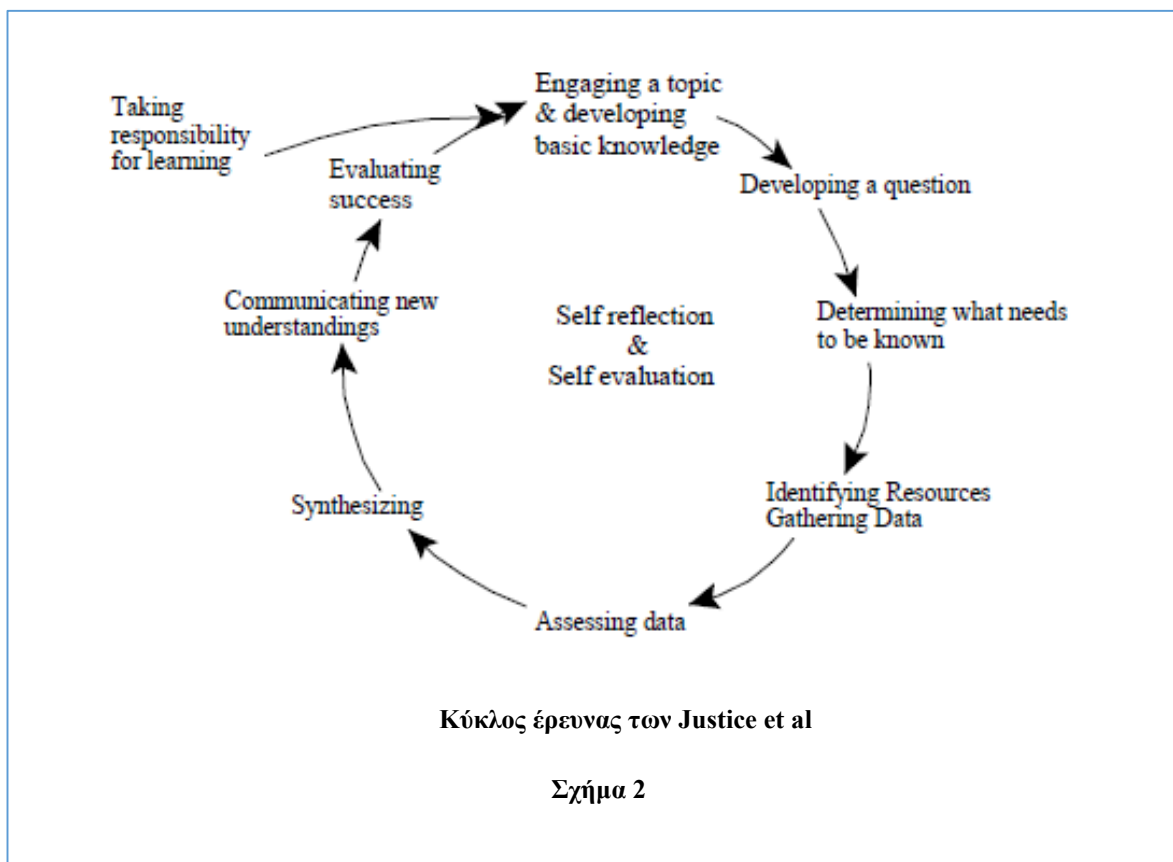 Engaging a topic
& developing
basic knowledge
Taking
responsibility
for learning
Evaluating
success
Developing a question
Communicating new
understandings
Self reflection
&
Self evaluation
Determining what needs
to be known
Synthesizing
Identifying Resources
Gathering Data
Assessing data
Κύκλος έρευνας των Justice et al
Σχήμα 2